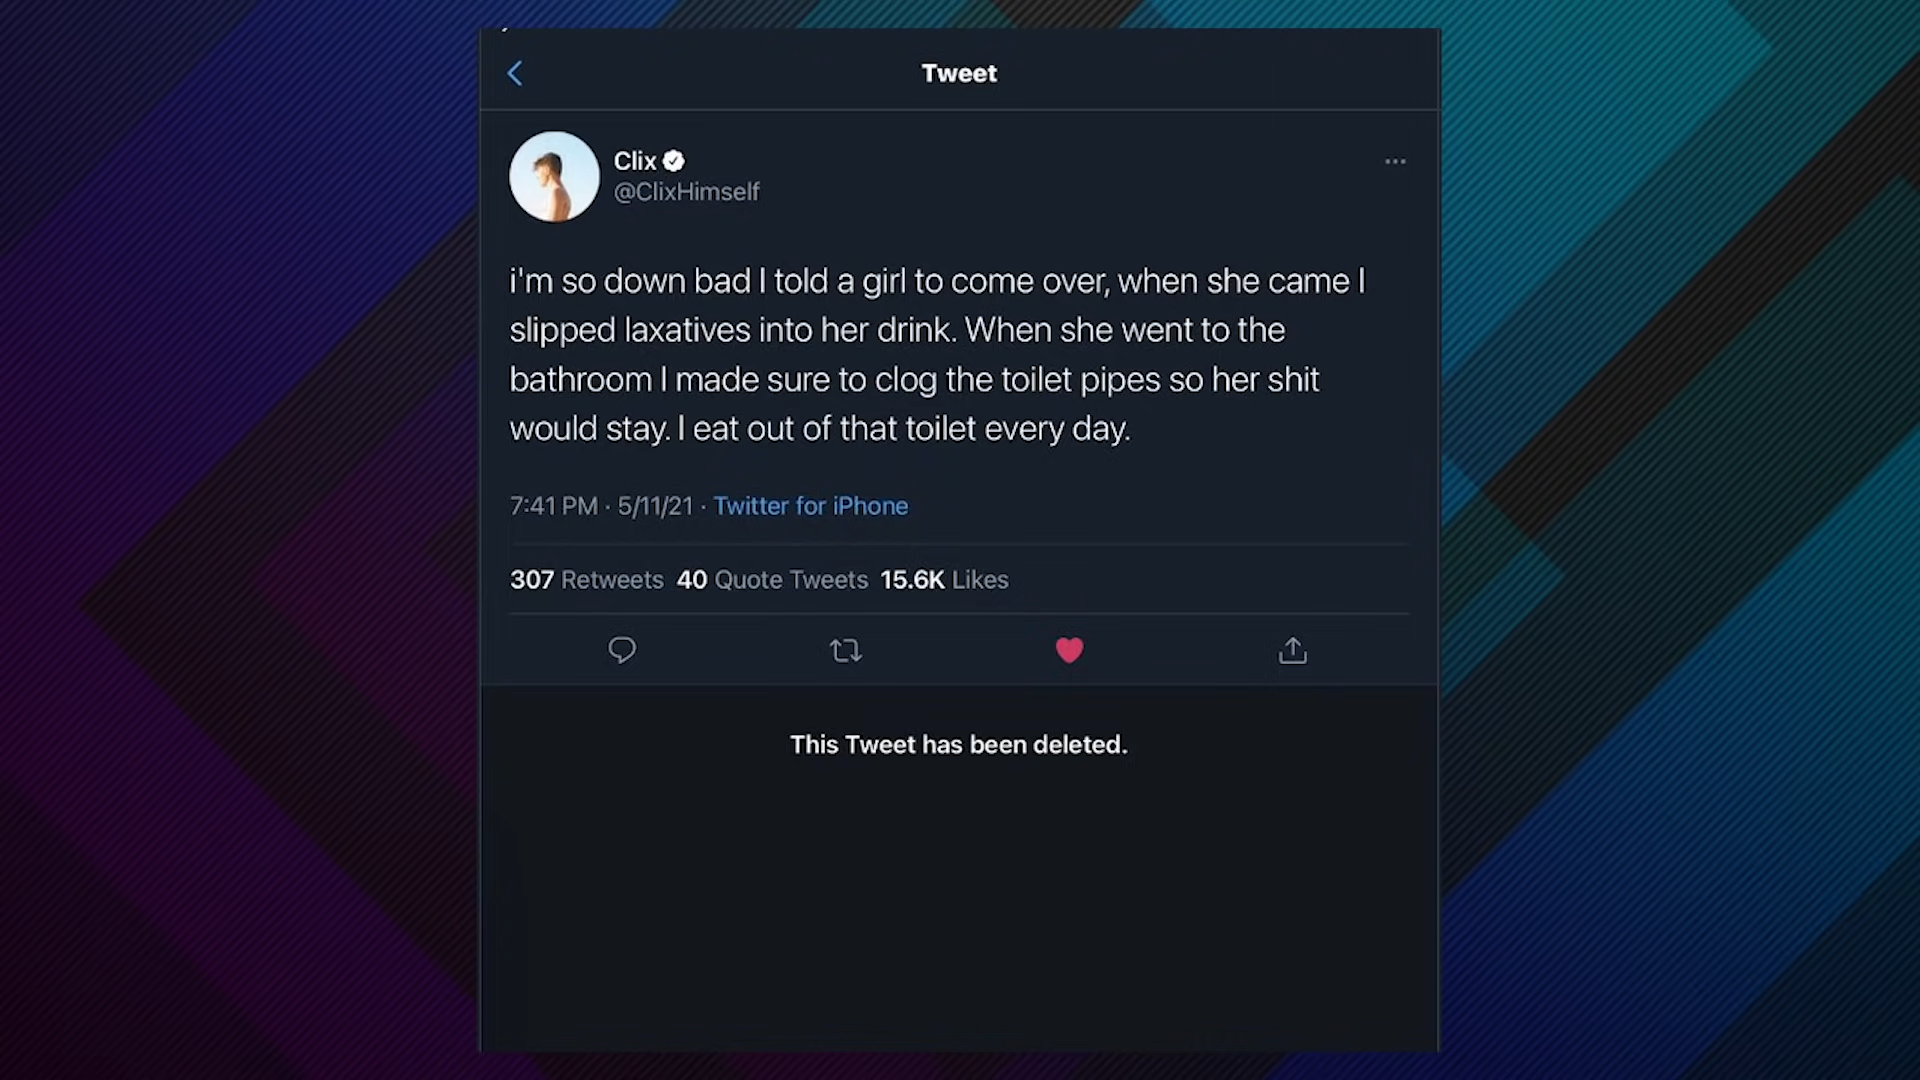 Tweet
Clix
@ClixHimself
i'm so down bad I told a girl to come over, when she came I
slipped laxatives into her drink. When she went to the
bathroom I made sure to clog the toilet pipes so her shit
would stay. I eat out of that toilet every day.
7:41 PM · 5/11/21 · Twitter for iPhone
307 Retweets 40 Quote Tweets 15.6K Likes
This Tweet has been deleted.